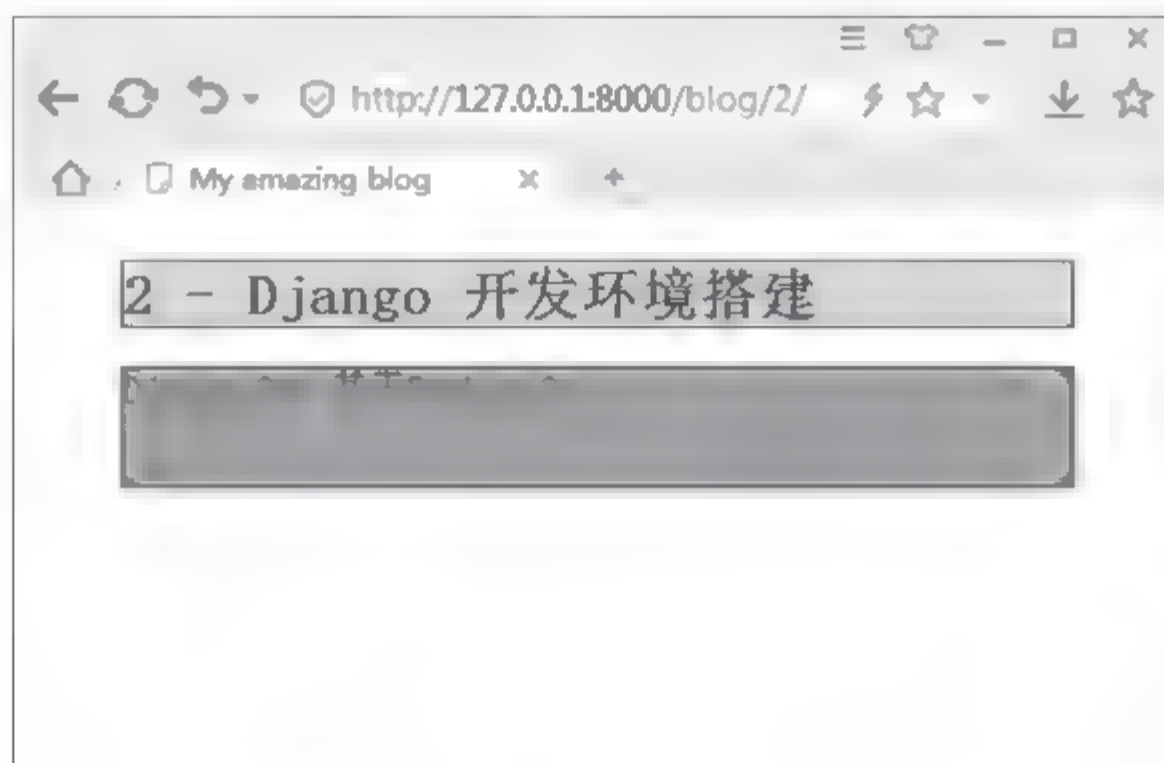 http://127.0.0.1:8000/blog/2/
My amazing blog
2 - Django 开发环境搭建